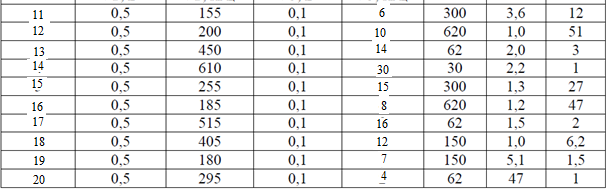 11 0,5 155 0,1 6 300 3,6 12
12 0,5 200 0,1 10 620 1,0 51
13 0,5 450 0,1 14 62 2,0 3
14 0,5 610 0,1 30 30 2,2 1
15 0,5 255 0,1 15 300 1,3 27
16 0,5 185 0,1 8 620 1,2 47
17 0,5 515 0,1 16 62 1,5 2
18 0,5 405 0,1 12 150 1,0 6,2
19 0,5 180 0,1 7 150 5,1 1,5
20 0,5 295 0,1 4 62 47 1